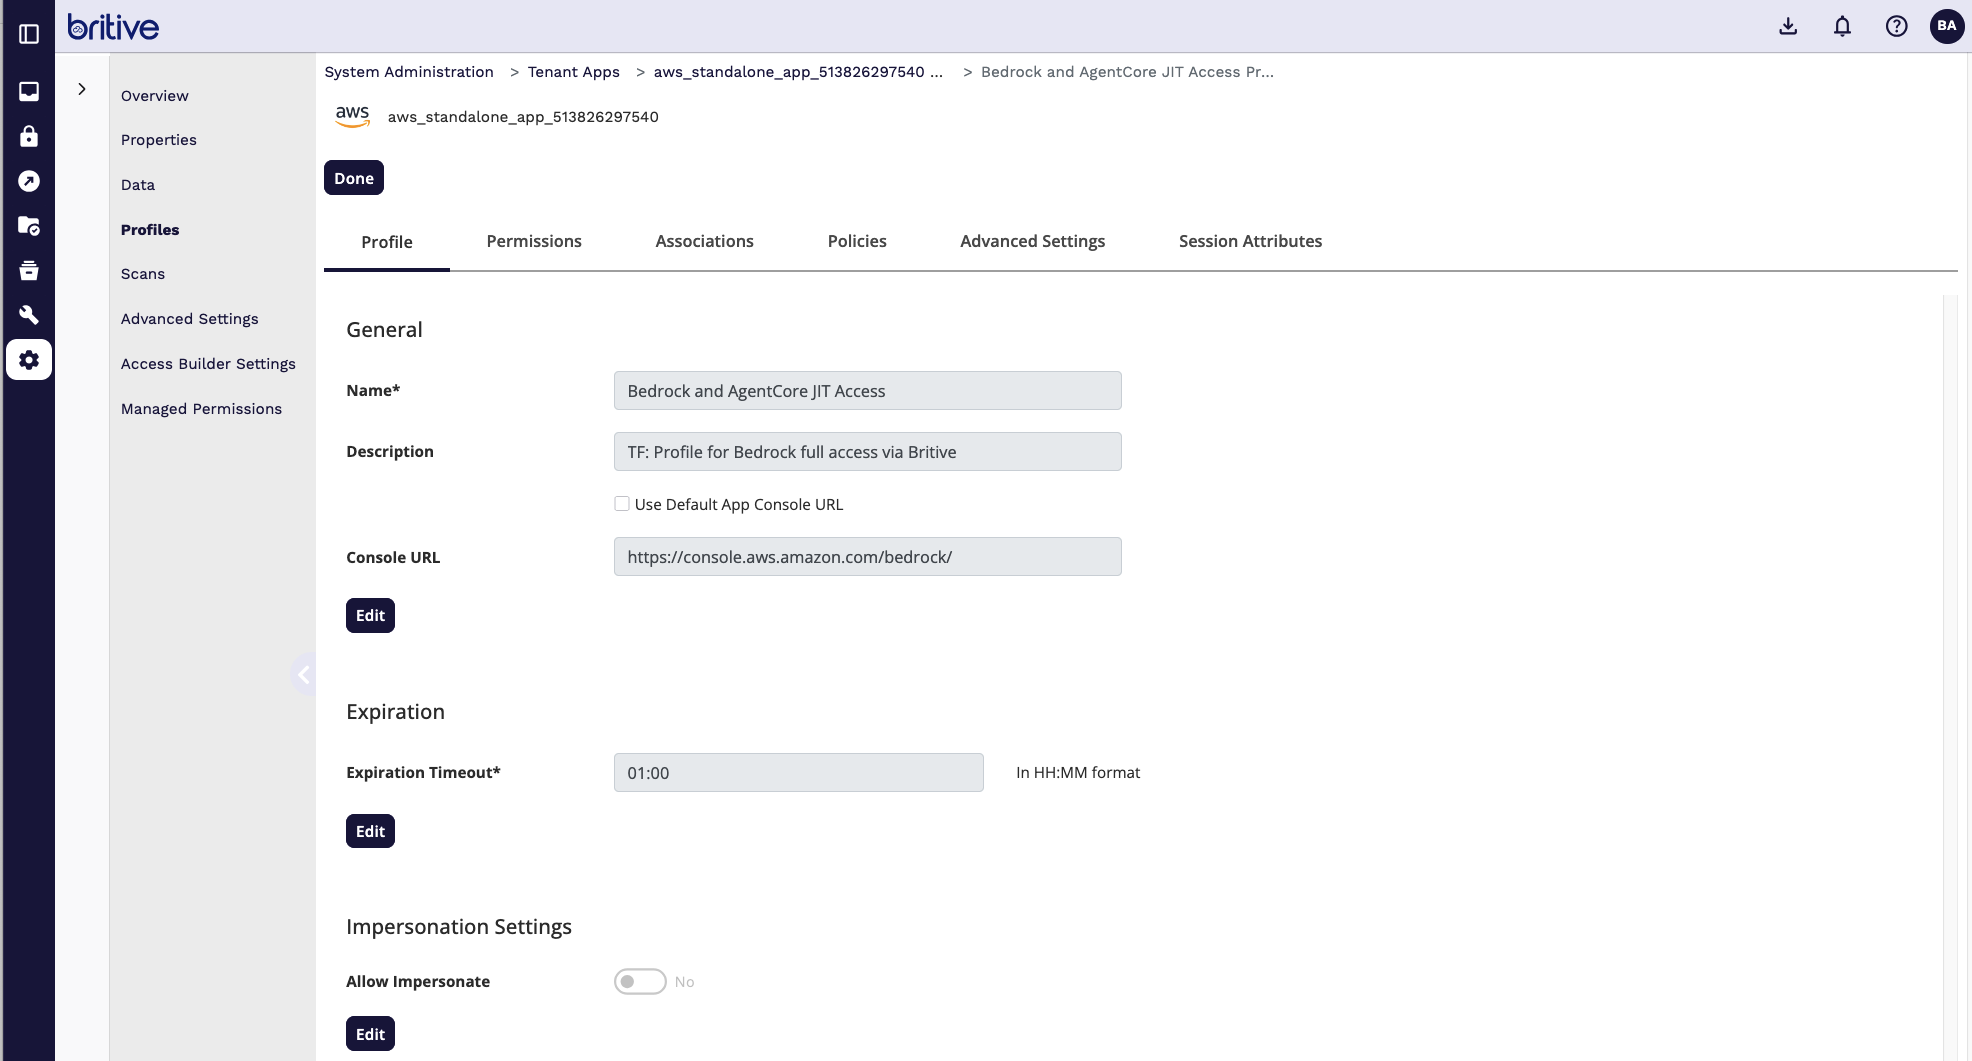 britive
BA
System Administration > Tenant Apps > aws_standalone_app_513826297540 ... > Bedrock and AgentCore JIT Access Pr...
aws aws_standalone_app_513826297540
Done
Overview
Properties
Data
Profiles
Scans
Advanced Settings
Access Builder Settings
Managed Permissions
Profile Permissions Associations Policies Advanced Settings Session Attributes
General
Name* Bedrock and AgentCore JIT Access
Description TF: Profile for Bedrock full access via Britive
Use Default App Console URL
Console URL https://console.aws.amazon.com/bedrock/
Edit
Expiration
Expiration Timeout* 01:00 In HH:MM format
Edit
Impersonation Settings
Allow Impersonate No
Edit